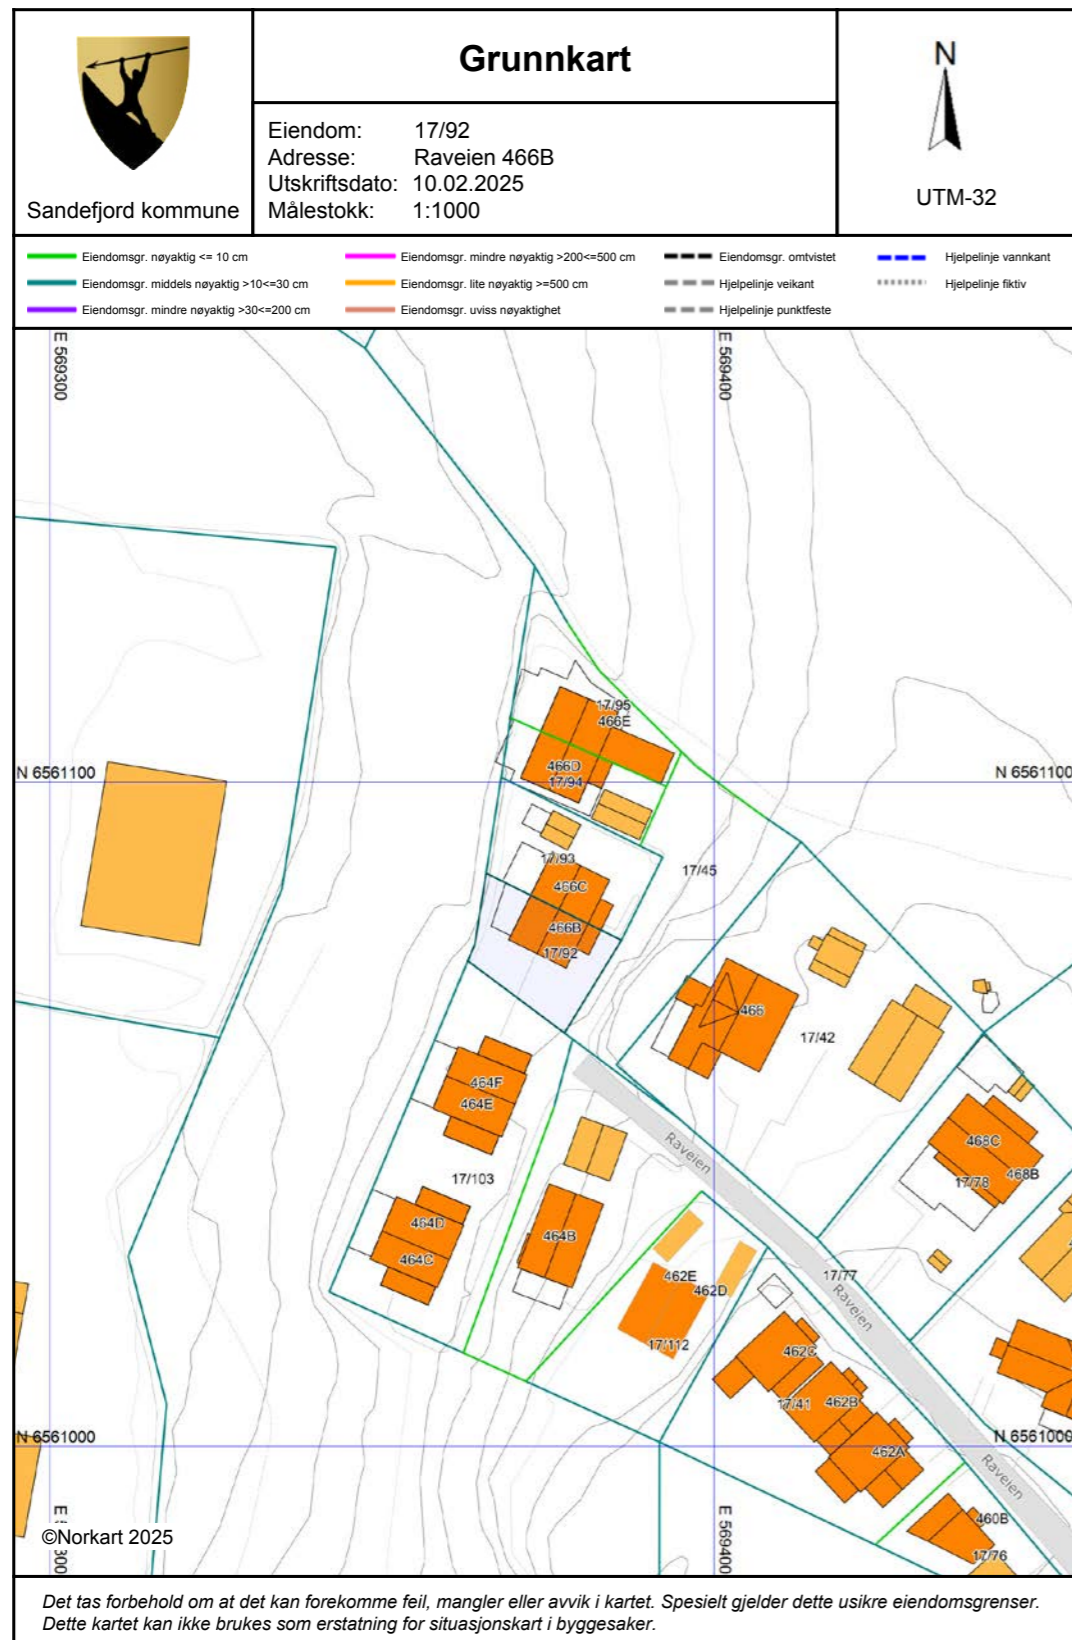 Grunnkart
Sandefjord kommune
Eiendom: 17/92
Adresse: Raveien 466B
Utskriftsdato: 10.02.2025
Målestokk: 1:1000
N
UTM-32
Eiendomsgr. nøyaktig <= 10 cm
Eiendomsgr. middels nøyaktig >10<=30 cm
Eiendomsgr. mindre nøyaktig >30<=200 cm
Eiendomsgr. mindre nøyaktig >200<=500 cm
Eiendomsgr. lite nøyaktig >=500 cm
Eiendomsgr. uviss nøyaktighet
Eiendomsgr. omtvistet
Hjelpelinje veikant
Hjelpelinje punktfeste
Hjelpelinje vannkant
Hjelpelinje fiktiv
E 569300
E 569400
17/95
466E
466D
17/94
N 6561100
N 6561100
17/93
466C
17/45
466B
17/92
466
17/42
464F
464E
Raveien
468C
468B
17/78
17/103
464D
464C
464B
462E
462D
17/77
Raveien
17/112
462C
17/41
462B
462A
N 6561000
N 6561000
Raveien
460B
17/76
E 569400
©Norkart 2025
Det tas forbehold om at det kan forekomme feil, mangler eller avvik i kartet. Spesielt gjelder dette usikre eiendomsgrenser.
Dette kartet kan ikke brukes som erstatning for situasjonskart i byggesaker.